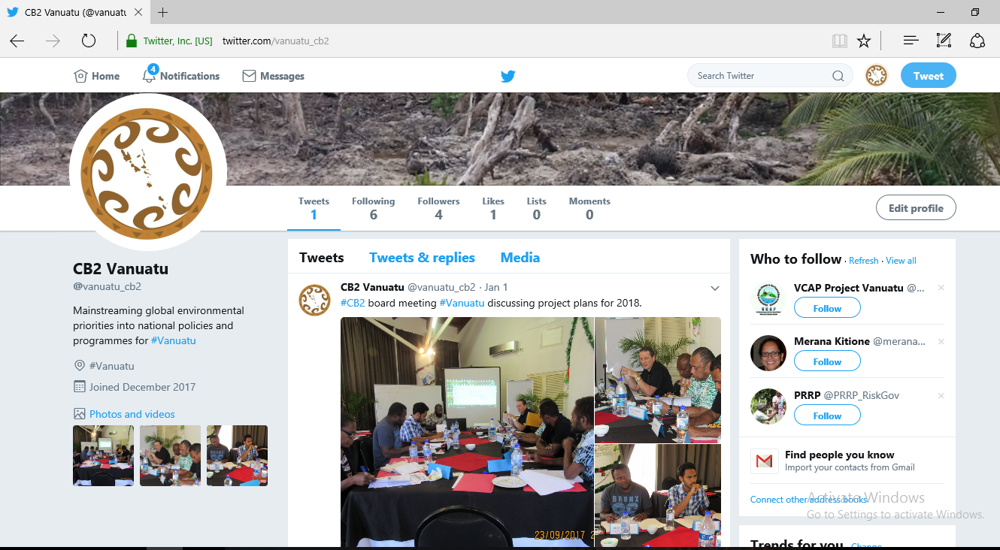 CB2 Vanuatu (@vanuatu
Twitter, Inc. [US] twitter.com/vanuatu_cb2
Home
4
Notifications
Messages
Search Twitter
Tweet
Tweets Following Followers Likes Lists Moments
1 6 4 1 0 0
Edit profile
CB2 Vanuatu
@vanuatu_cb2
Mainstreaming global environmental
priorities into national policies and
programmes for #Vanuatu
#Vanuatu
Joined December 2017
Photos and videos
Tweets Tweets & replies Media
CB2 Vanuatu @vanuatu_cb2 · Jan 1
#CB2 board meeting #Vanuatu discussing project plans for 2018.
23/09/2017
BRONX
Who to follow · Refresh · View all
VCAP
VCAP Project Vanuatu @...
Follow
Merana Kitione @merana...
Follow
PRRP @PRRP_RiskGov
Follow
Find people you know
Import your contacts from Gmail
Connect other address books
Activate Windows
Go to Settings to activate Windows.
Trends for you · Change